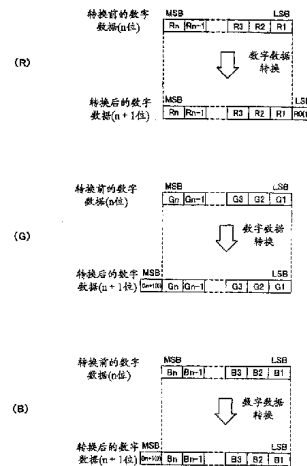 (R)
转换前的数字
数据(n位)
MSB LSB
Rn Rn-1 R3 R2 R1
数字数据
转换
转换后的数字
数据(n+1位)
MSB LSB
Rn Rn-1 R3 R2 R1
(G)
转换前的数字
数据(n位)
MSB LSB
Gn Gn-1 G3 G2 G1
数字数据
转换
转换后的数字
数据(n+1位)
MSB LSB
Gn Gn-1 G3 G2 G1
(B)
转换前的数字
数据(n位)
MSB LSB
Bn Bn-1 B3 B2 B1
数字数据
转换
转换后的数字
数据(n+1位)
MSB LSB
Bn Bn-1 B3 B2 B1